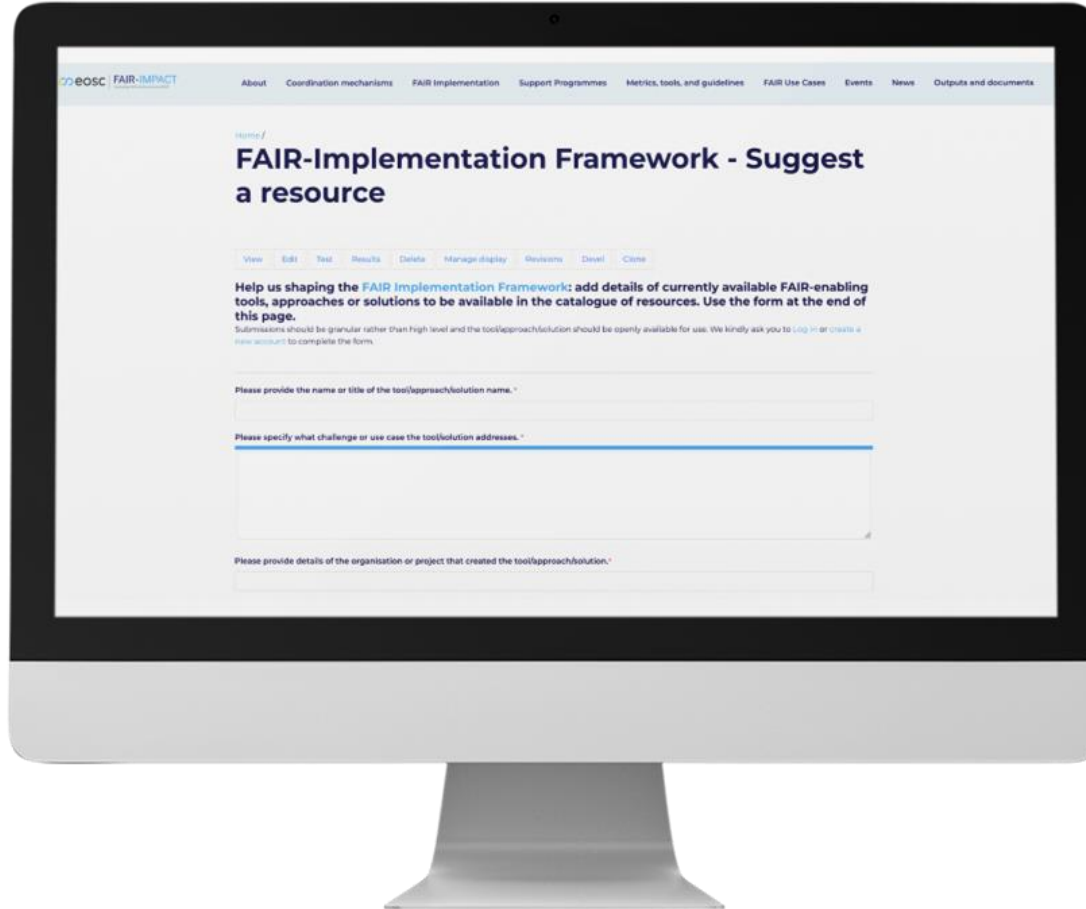 eosc FAIR-IMPACT
About Coordination mechanisms FAIR Implementation Support Programmes Metrics, tools, and guidelines FAIR Use Cases Events News Outputs and documents
Home /
FAIR-Implementation Framework - Suggest
a resource
View Edit Test Results Delete Manage display Revisions Devel Clone
Help us shaping the FAIR Implementation Framework: add details of currently available FAIR-enabling
tools, approaches or solutions to be available in the catalogue of resources. Use the form at the end of
this page.
Submissions should be granular rather than high level and the tool/approach/solution should be openly available for use. We kindly ask you to Log in or create a
new account to complete the form.
Please provide the name or title of the tool/approach/solution name. *
Please specify what challenge or use case the tool/solution addresses. *
Please provide details of the organisation or project that created the tool/approach/solution. *